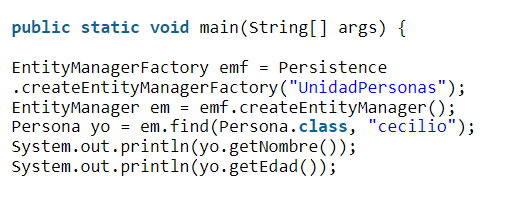 public static void main(String[] args) {
EntityManagerFactory emf = Persistence
.createEntityManagerFactory("UnidadPersonas");
EntityManager em = emf.createEntityManager();
Persona yo = em.find(Persona.class, "cecilio");
System.out.println(yo.getNombre());
System.out.println(yo.getEdad());